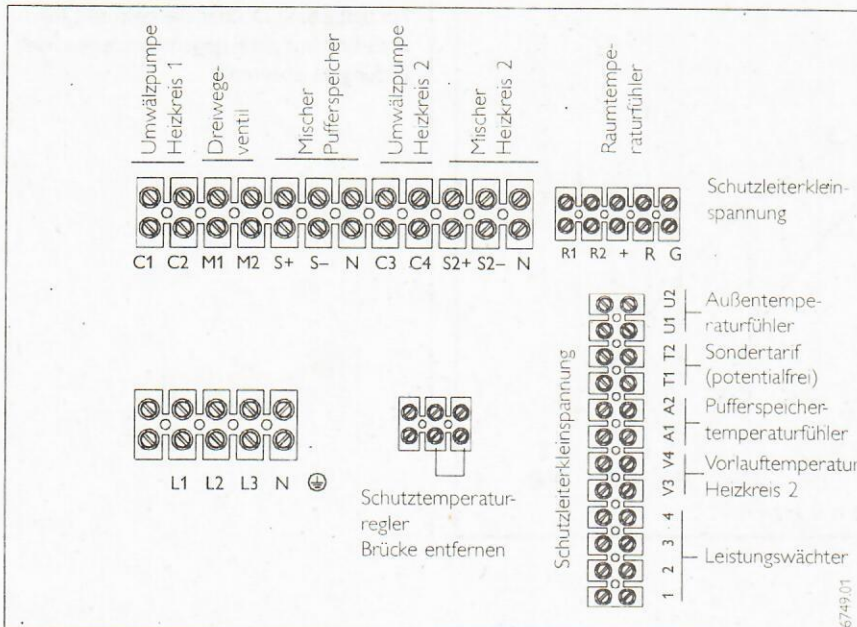 Umwälzpumpe
Heizkreis 1
Dreiwege-
ventil
Mischer
Pufferspeicher
Umwälzpumpe
Heizkreis 2
Mischer
Heizkreis 2
Raumtempe-
raturfühler
Schutzleiterklein-
spannung
C1 C2 M1 M2 S+ S– N C3 C4 S2+ S2– N
R1 R2 + R G
Schutzleiterkleinspannung
U2
U1
Außentempe-
raturfühler
T2
T1
Sondertarif
(potentialfrei)
A2
A1
Pufferspeicher-
temperaturfühler
V4
V3
Vorlauftemperatur
Heizkreis 2
4
3
2
1
Leistungswächter
L1 L2 L3 N ⏚
Schutztemperatur-
regler
Brücke entfernen
6749.01